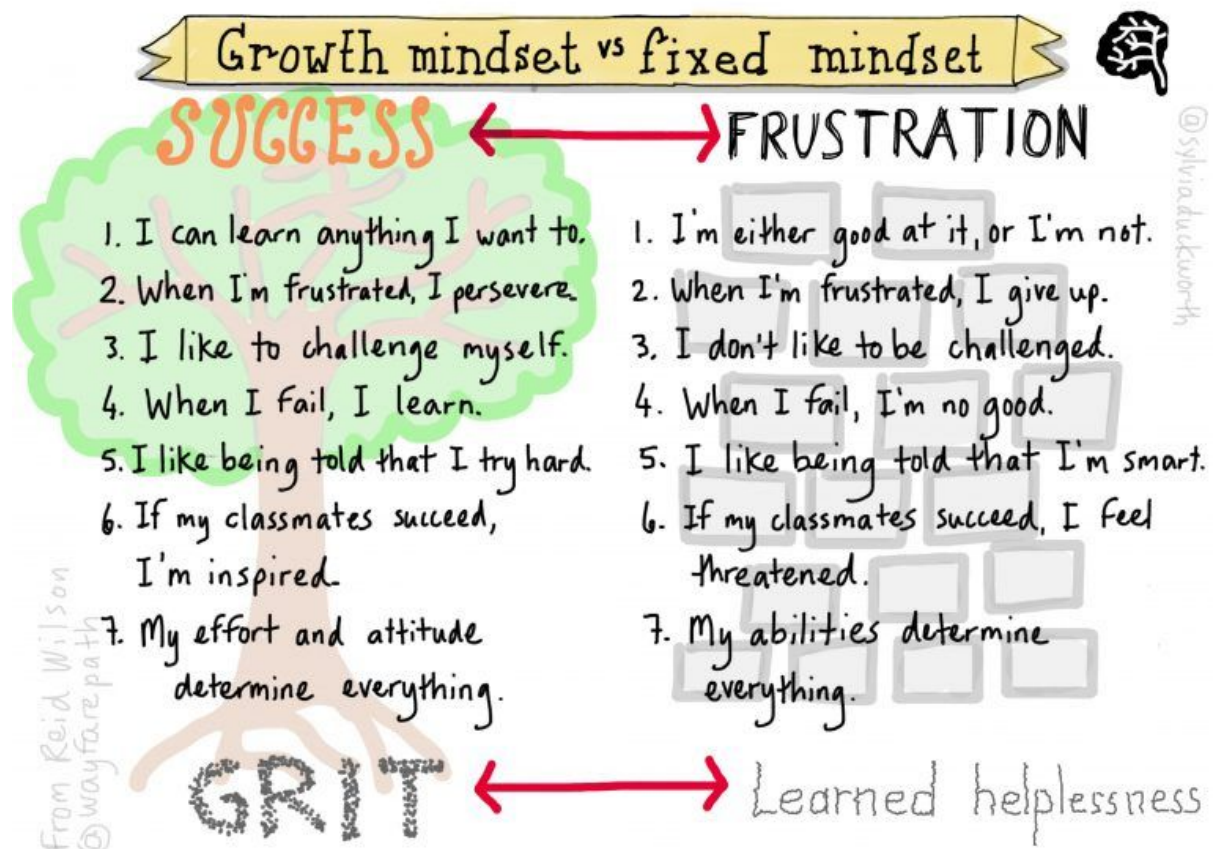 Growth mindset vs fixed mindset
SUCCESS
FRUSTRATION
1. I can learn anything I want to.
2. When I'm frustrated, I persevere.
3. I like to challenge myself.
4. When I fail, I learn.
5. I like being told that I try hard.
6. If my classmates succeed,
I'm inspired.
7. My effort and attitude
determine everything.
GRIT
1. I'm either good at it, or I'm not.
2. When I'm frustrated, I give up.
3. I don't like to be challenged.
4. When I fail, I'm no good.
5. I like being told that I'm smart.
6. If my classmates succeed, I feel
threatened.
7. My abilities determine
everything.
Learned helplessness
@sylviaduckworth
From Reid Wilson
@wayfarepath